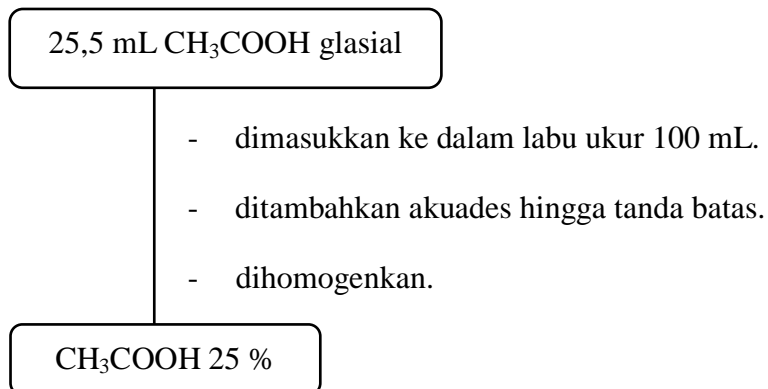 25,5 mL CH₃COOH glasial
- dimasukkan ke dalam labu ukur 100 mL.
- ditambahkan akuades hingga tanda batas.
- dihomogenkan.
CH₃COOH 25 %